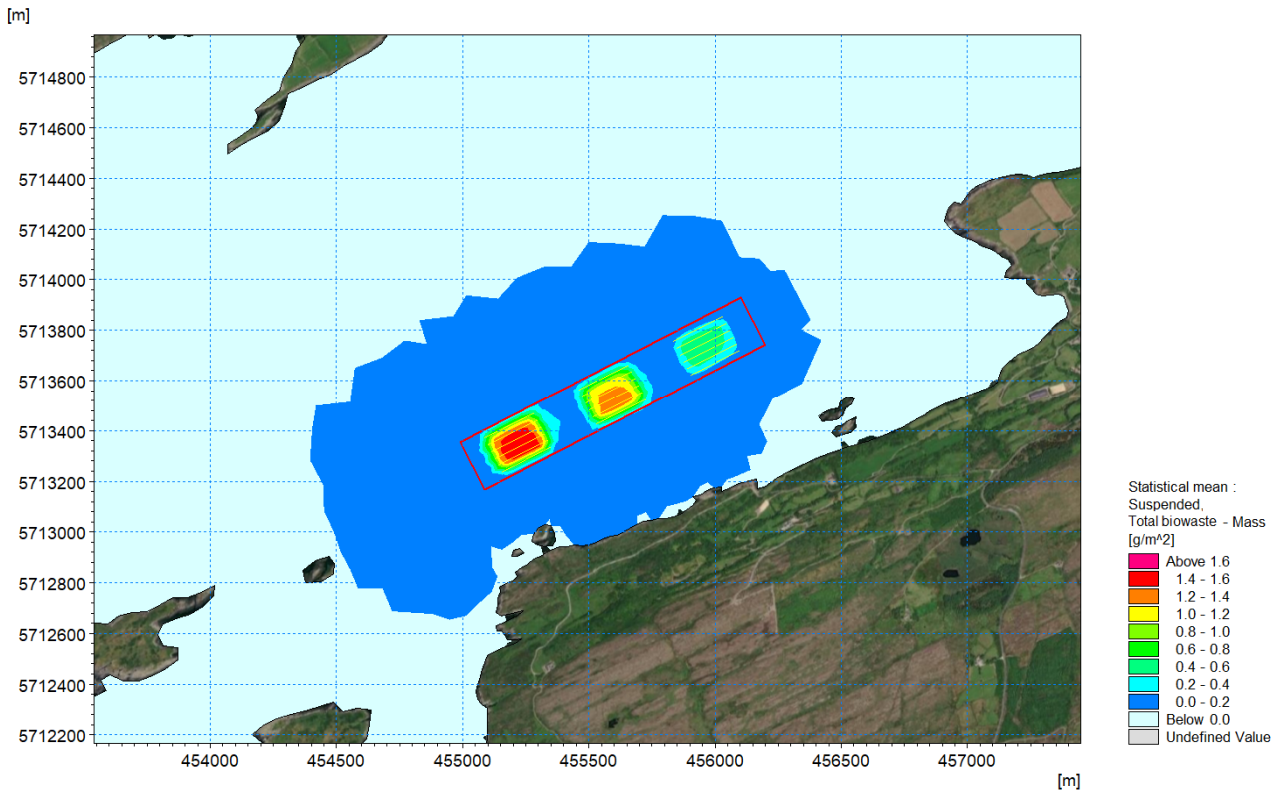 [m]
5714800
5714600
5714400
5714200
5714000
5713800
5713600
5713400
5713200
5713000
5712800
5712600
5712400
5712200
454000 454500 455000 455500 456000 456500 457000
[m]
Statistical mean :
Suspended,
Total biowaste - Mass
[g/m^2]
Above 1.6
1.4 - 1.6
1.2 - 1.4
1.0 - 1.2
0.8 - 1.0
0.6 - 0.8
0.4 - 0.6
0.2 - 0.4
0.0 - 0.2
Below 0.0
Undefined Value